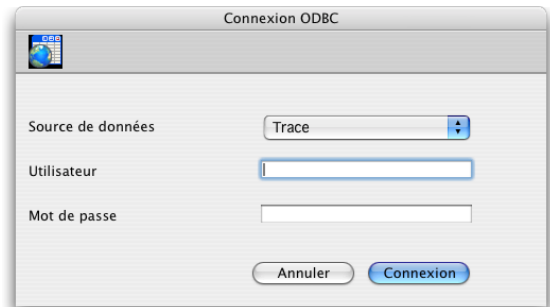 Connexion ODBC
Source de données
Trace
Utilisateur
Mot de passe
Annuler
Connexion